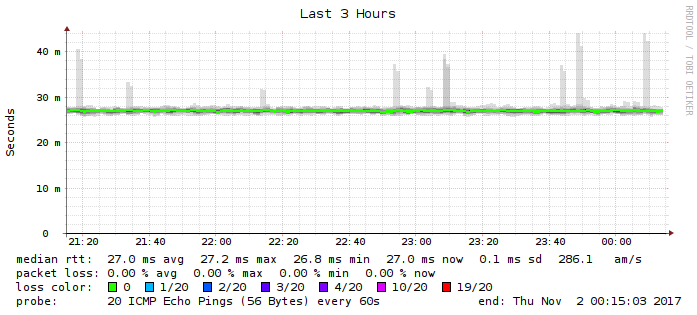 Last 3 Hours
RRDTOOL / TOBI OETIKER
Seconds
40 m
30 m
20 m
10 m
0
21:20 21:40 22:00 22:20 22:40 23:00 23:20 23:40 00:00
median rtt: 27.0 ms avg 27.2 ms max 26.8 ms min 27.0 ms now 0.1 ms sd 286.1 am/s
packet loss: 0.00 % avg 0.00 % max 0.00 % min 0.00 % now
loss color: 0 1/20 2/20 3/20 4/20 10/20 19/20
probe: 20 ICMP Echo Pings (56 Bytes) every 60s end: Thu Nov 2 00:15:03 2017